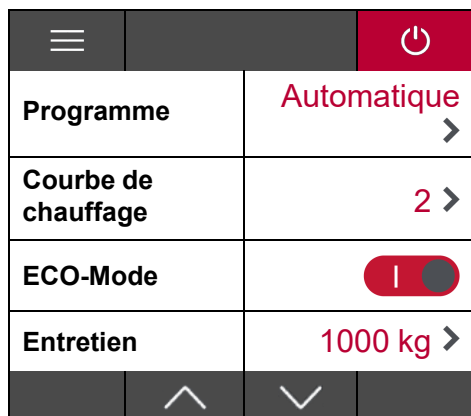 Programme
Automatique
Courbe de
chauffage
2
ECO-Mode
I
Entretien
1000 kg